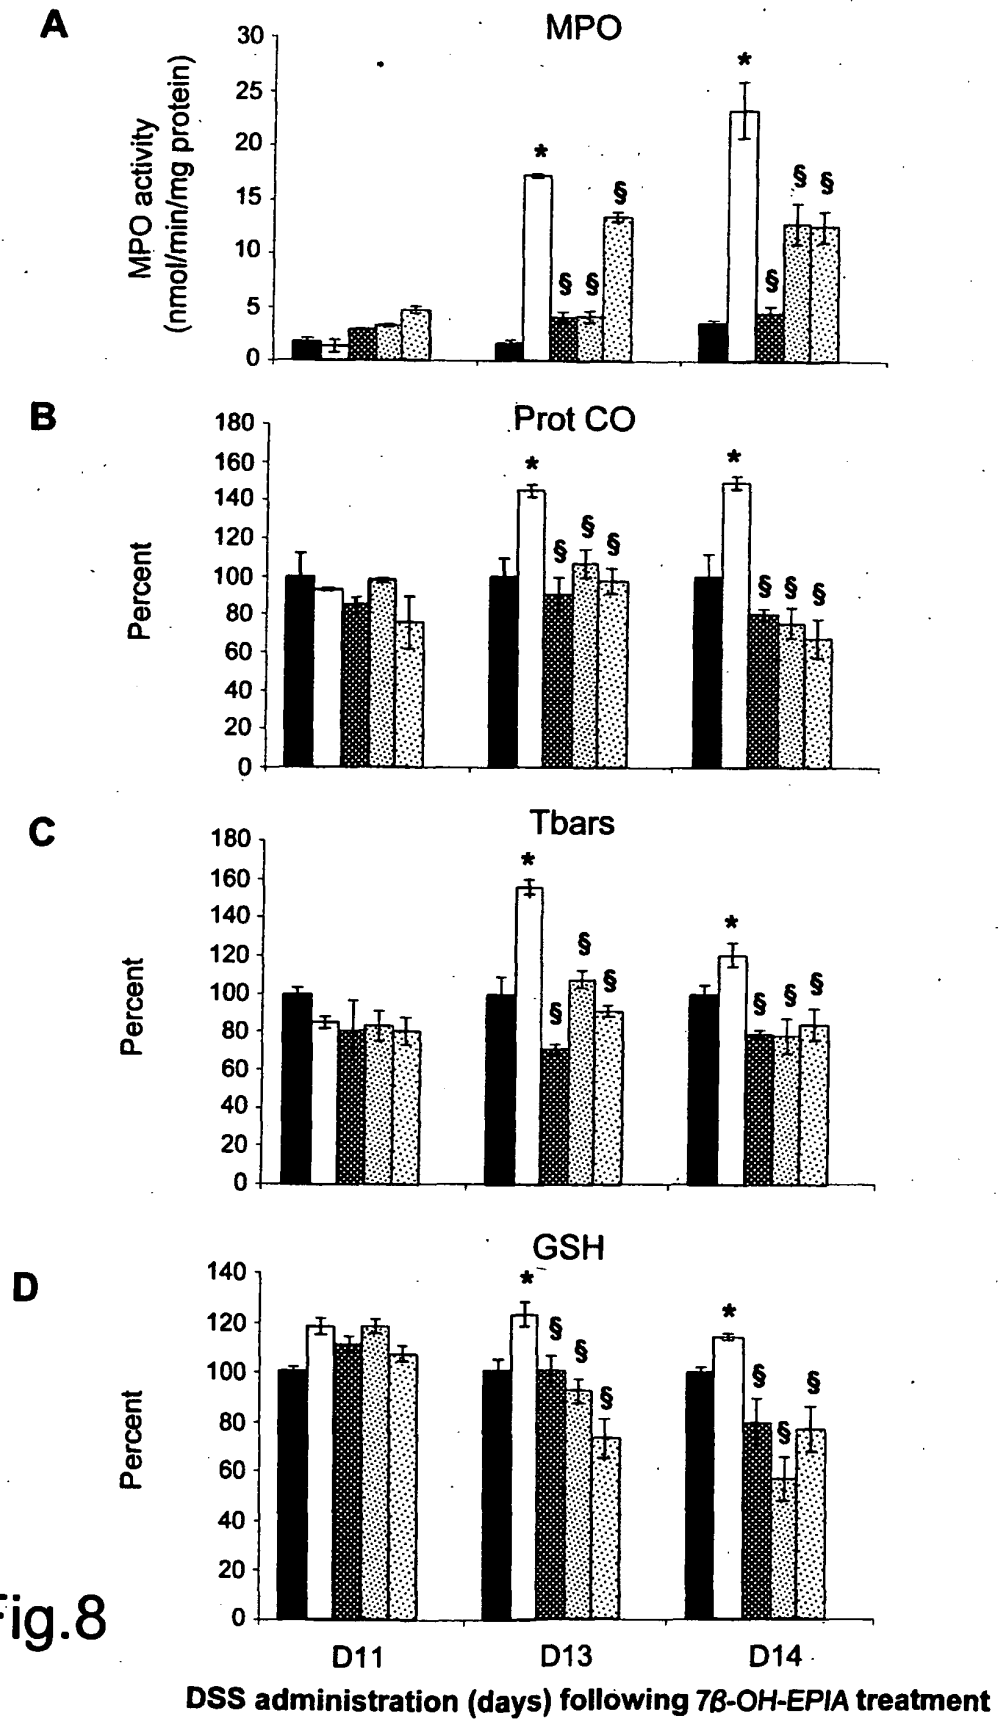 A
MPO
30
25
20
15
10
5
0
MPO activity
(nmol/min/mg protein)
*
§ § §
*
§ § §
B
Prot CO
180
160
140
120
100
80
60
40
20
0
Percent
*
§ § §
*
§ § §
C
Tbars
180
160
140
120
100
80
60
40
20
0
Percent
*
§ § §
*
§ § §
D
GSH
140
120
100
80
60
40
20
0
Percent
*
§ § §
*
§ § §
Fig.8
D11 D13 D14
DSS administration (days) following 7ß-OH-EPIA treatment